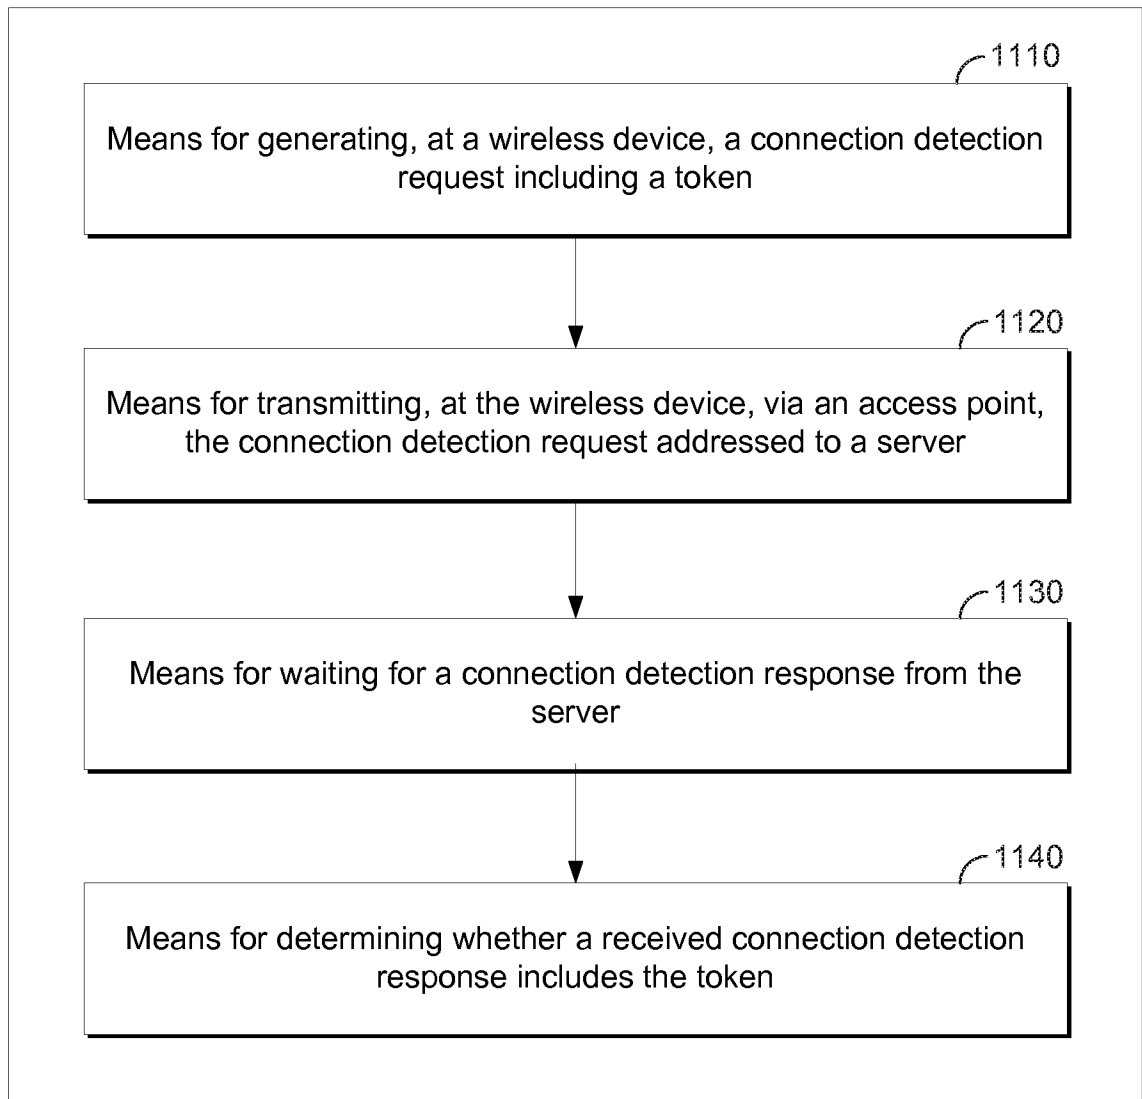 1110
Means for generating, at a wireless device, a connection detection
request including a token
1120
Means for transmitting, at the wireless device, via an access point,
the connection detection request addressed to a server
1130
Means for waiting for a connection detection response from the
server
1140
Means for determining whether a received connection detection
response includes the token